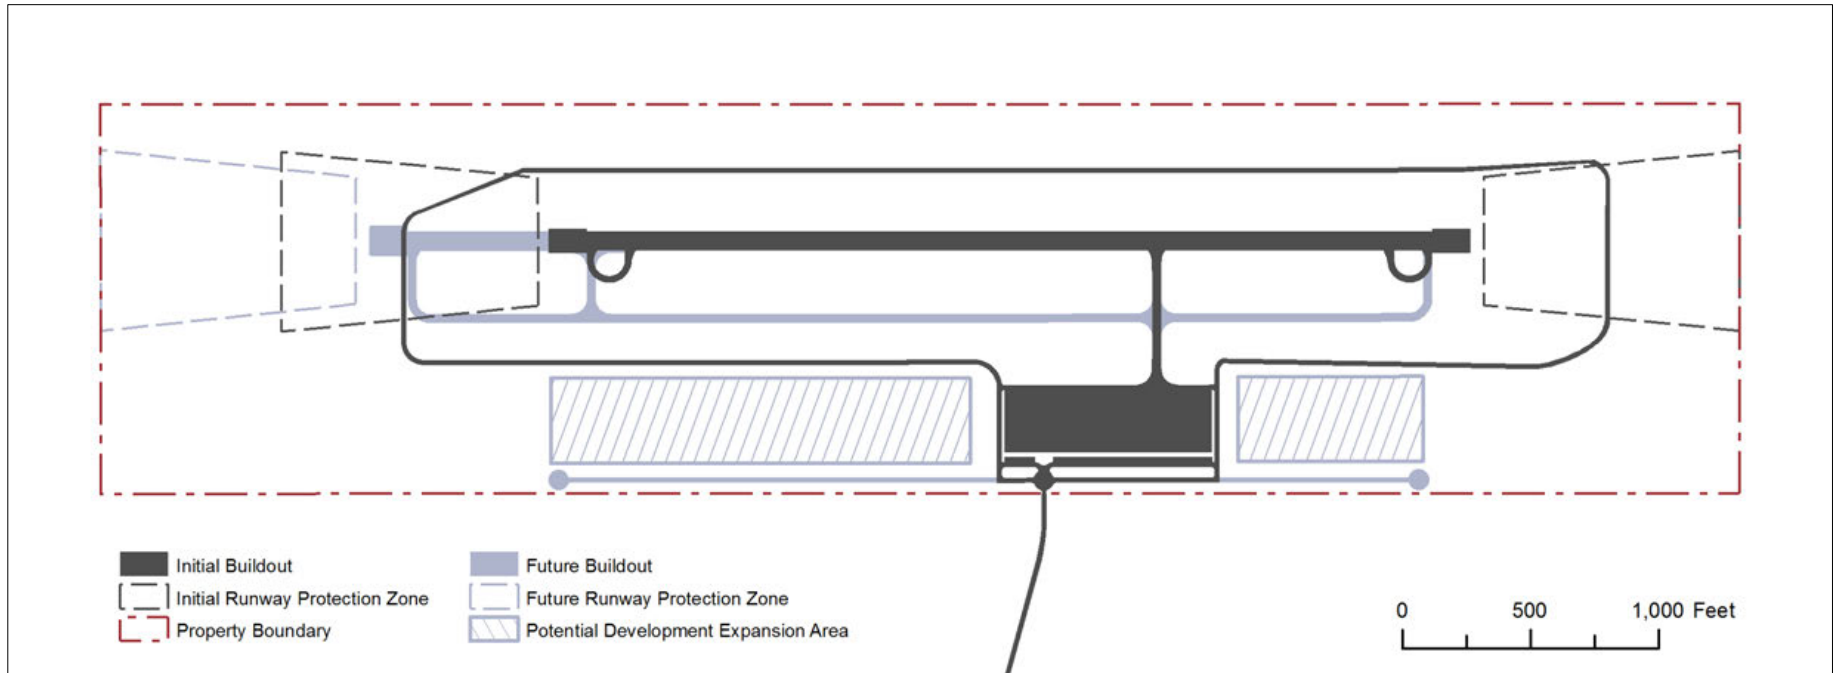 Initial Buildout
Initial Runway Protection Zone
Property Boundary
Future Buildout
Future Runway Protection Zone
Potential Development Expansion Area
0 500 1,000 Feet